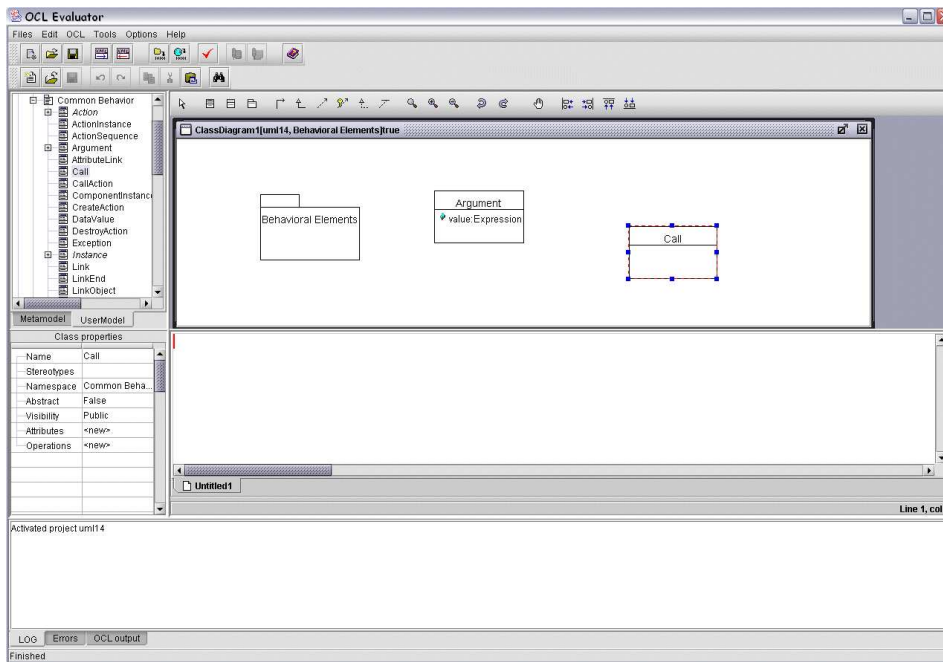 OCL Evaluator
Files Edit OCL Tools Options Help
Common Behavior
Action
ActionInstance
ActionSequence
Argument
AttributeLink
Call
CallAction
ComponentInstanc
CreateAction
DataValue
DestroyAction
Exception
Instance
Link
LinkEnd
LinkObject
Metamodel UserModel
ClassDiagram1[uml14, Behavioral Elements]true
Behavioral Elements
Argument
value:Expression
Call
Class properties
Name Call
Stereotypes
Namespace Common Beha...
Abstract False
Visibility Public
Attributes <new>
Operations <new>
Untitled1
Line 1, col
Activated project uml14
LOG Errors OCL output
Finished